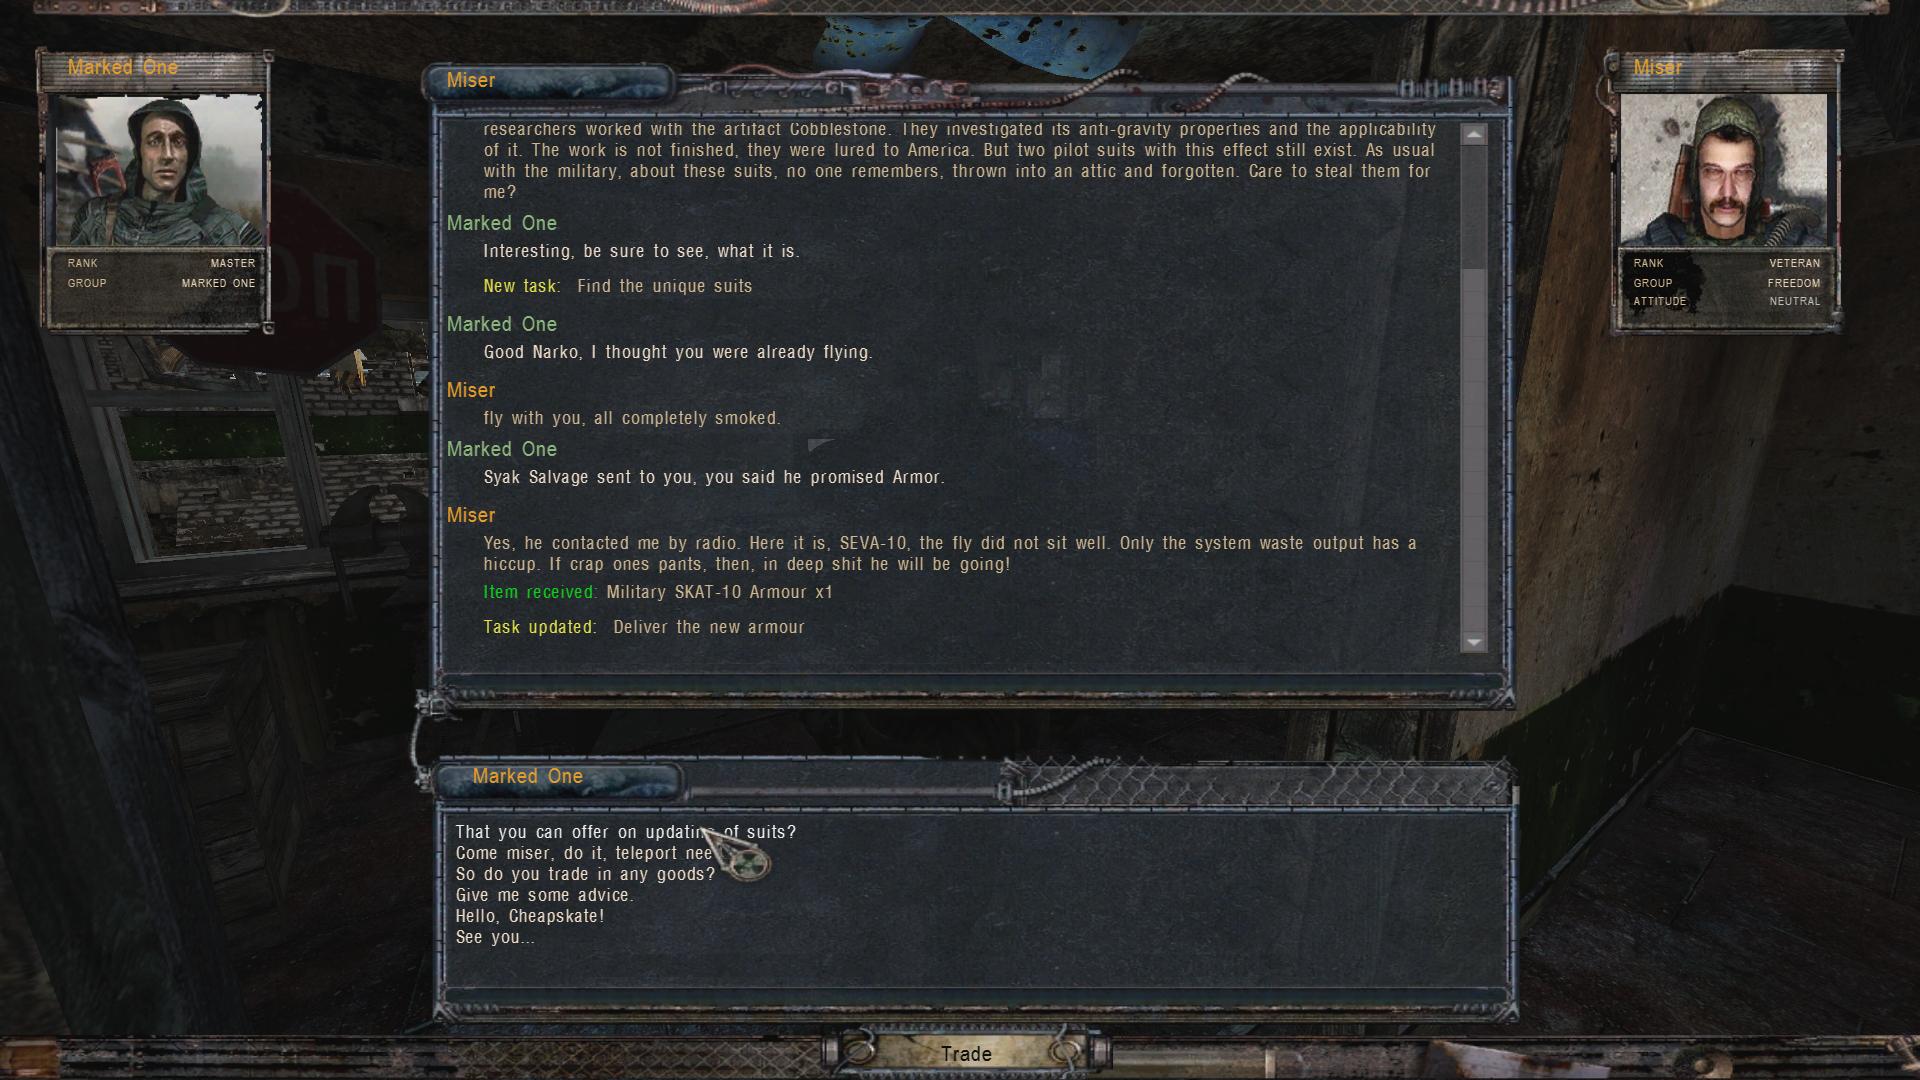 Marked One
RANK MASTER
GROUP MARKED ONE
Miser
researchers worked with the artifact Cobblestone. They investigated its anti-gravity properties and the applicability
of it. The work is not finished, they were lured to America. But two pilot suits with this effect still exist. As usual
with the military, about these suits, no one remembers, thrown into an attic and forgotten. Care to steal them for
me?
Marked One
Interesting, be sure to see, what it is.
New task: Find the unique suits
Marked One
Good Narko, I thought you were already flying.
Miser
fly with you, all completely smoked.
Marked One
Syak Salvage sent to you, you said he promised Armor.
Miser
Yes, he contacted me by radio. Here it is, SEVA-10, the fly did not sit well. Only the system waste output has a
hiccup. If crap ones pants, then, in deep shit he will be going!
Item received: Military SKAT-10 Armour x1
Task updated: Deliver the new armour
Miser
RANK VETERAN
GROUP FREEDOM
ATTITUDE NEUTRAL
Marked One
That you can offer on updating of suits?
Come miser, do it, teleport
So do you trade in any goods?
Give me some advice.
Hello, Cheapskate!
See you...
Trade